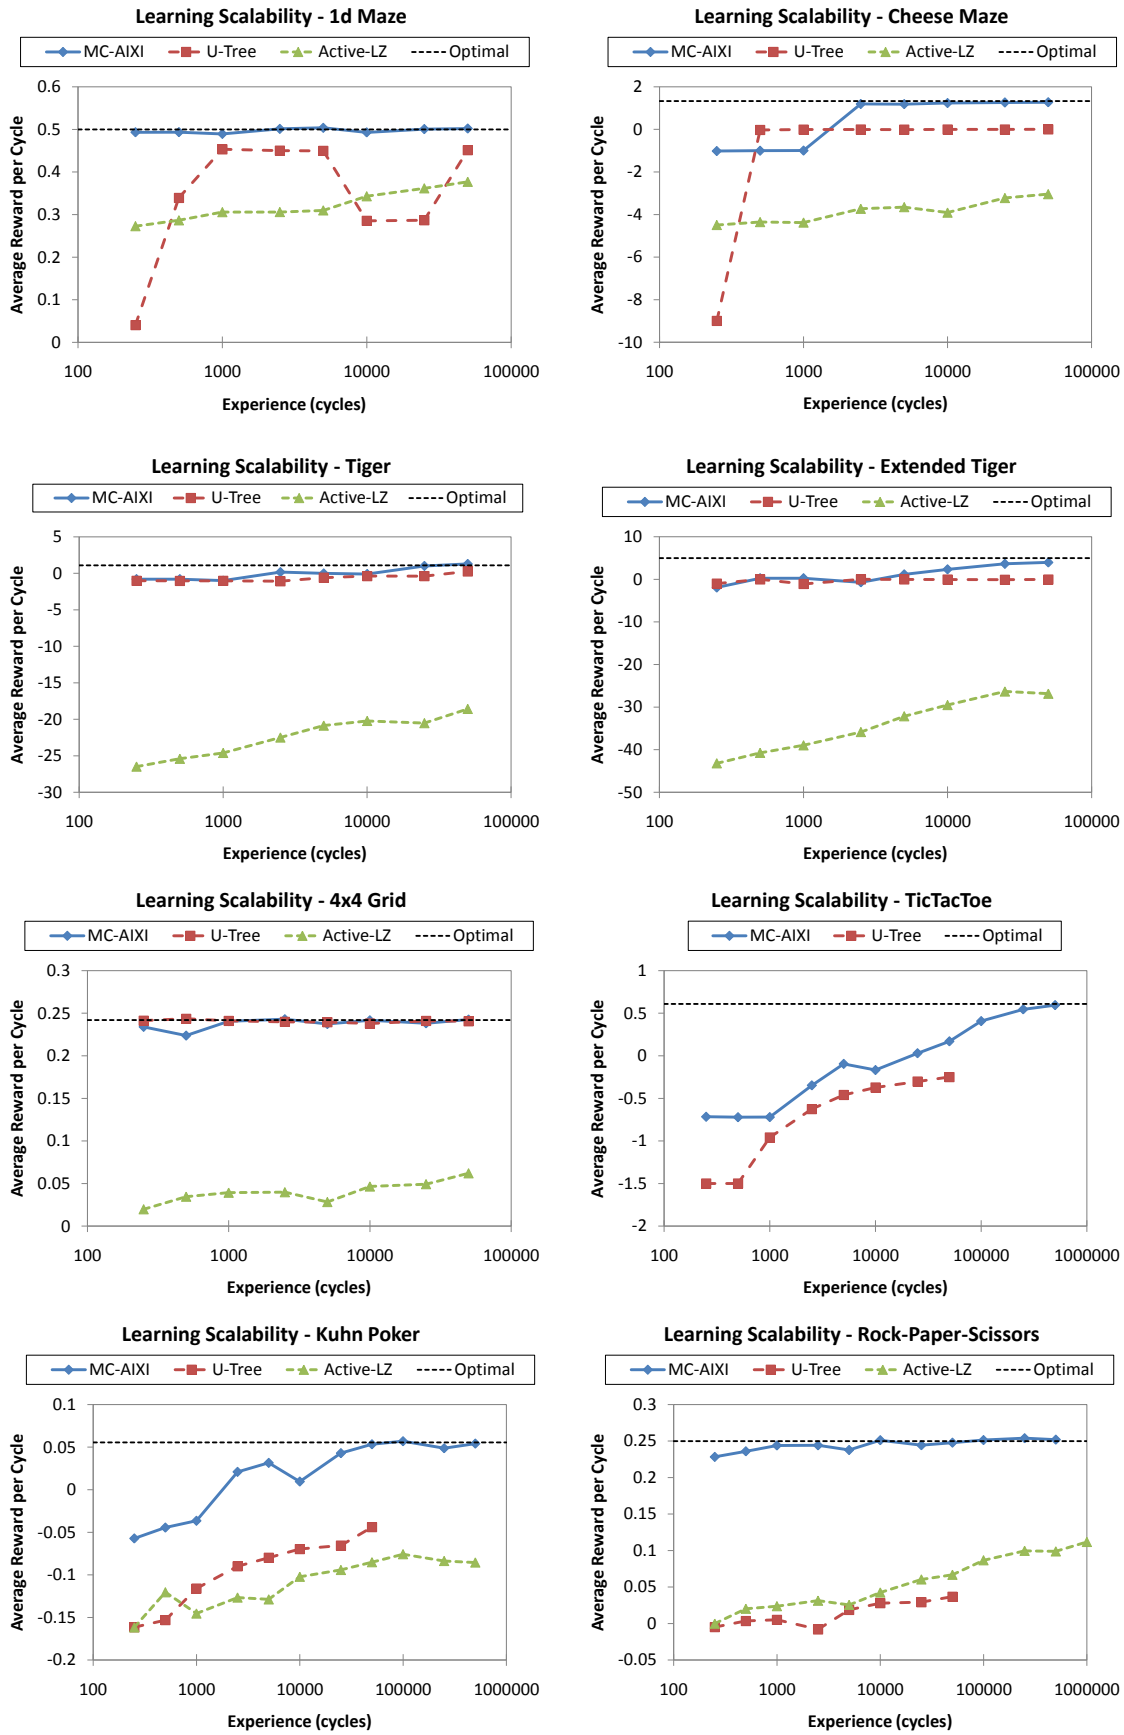 Learning Scalability - 1d Maze
MC-AIXI U-Tree Active-LZ Optimal
Average Reward per Cycle
0.6
0.5
0.4
0.3
0.2
0.1
0
100 1000 10000 100000
Experience (cycles)
Learning Scalability - Cheese Maze
MC-AIXI U-Tree Active-LZ Optimal
Average Reward per Cycle
2
0
-2
-4
-6
-8
-10
100 1000 10000 100000
Experience (cycles)
Learning Scalability - Tiger
MC-AIXI U-Tree Active-LZ Optimal
Average Reward per Cycle
5
0
-5
-10
-15
-20
-25
-30
100 1000 10000 100000
Experience (cycles)
Learning Scalability - Extended Tiger
MC-AIXI U-Tree Active-LZ Optimal
Average Reward per Cycle
10
0
-10
-20
-30
-40
-50
100 1000 10000 100000
Experience (cycles)
Learning Scalability - 4x4 Grid
MC-AIXI U-Tree Active-LZ Optimal
Average Reward per Cycle
0.3
0.25
0.2
0.15
0.1
0.05
0
100 1000 10000 100000
Experience (cycles)
Learning Scalability - TicTacToe
MC-AIXI U-Tree Optimal
Average Reward per Cycle
1
0.5
0
-0.5
-1
-1.5
-2
100 1000 10000 100000 1000000
Experience (cycles)
Learning Scalability - Kuhn Poker
MC-AIXI U-Tree Active-LZ Optimal
Average Reward per Cycle
0.1
0.05
0
-0.05
-0.1
-0.15
-0.2
100 1000 10000 100000 1000000
Experience (cycles)
Learning Scalability - Rock-Paper-Scissors
MC-AIXI U-Tree Active-LZ Optimal
Average Reward per Cycle
0.3
0.25
0.2
0.15
0.1
0.05
0
-0.05
100 1000 10000 100000 1000000
Experience (cycles)